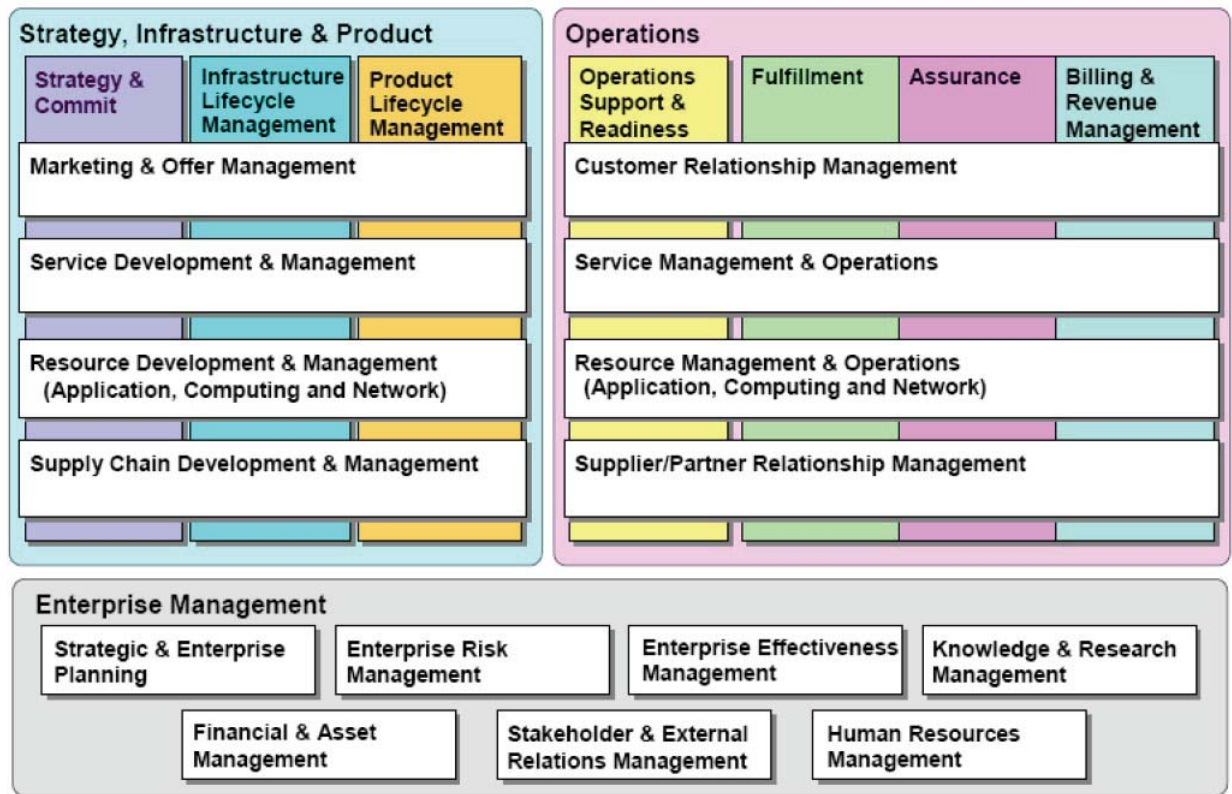 Strategy, Infrastructure & Product
Strategy &
Commit
Infrastructure
Lifecycle
Management
Product
Lifecycle
Management
Marketing & Offer Management
Service Development & Management
Resource Development & Management
(Application, Computing and Network)
Supply Chain Development & Management
Operations
Operations
Support &
Readiness
Fulfillment
Assurance
Billing &
Revenue
Management
Customer Relationship Management
Service Management & Operations
Resource Management & Operations
(Application, Computing and Network)
Supplier/Partner Relationship Management
Enterprise Management
Strategic & Enterprise
Planning
Enterprise Risk
Management
Enterprise Effectiveness
Management
Knowledge & Research
Management
Financial & Asset
Management
Stakeholder & External
Relations Management
Human Resources
Management